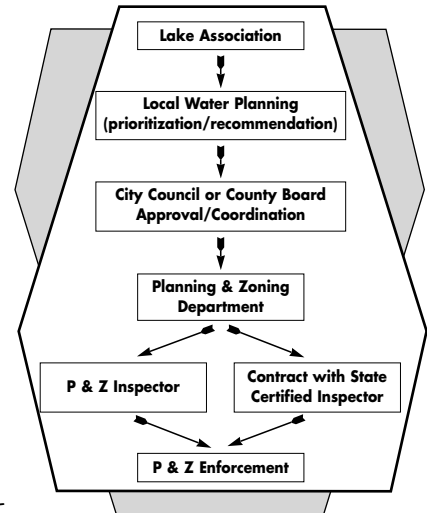 Lake Association
Local Water Planning
(prioritization/recommendation)
City Council or County Board
Approval/Coordination
Planning & Zoning
Department
P & Z Inspector
Contract with State
Certified Inspector
P & Z Enforcement